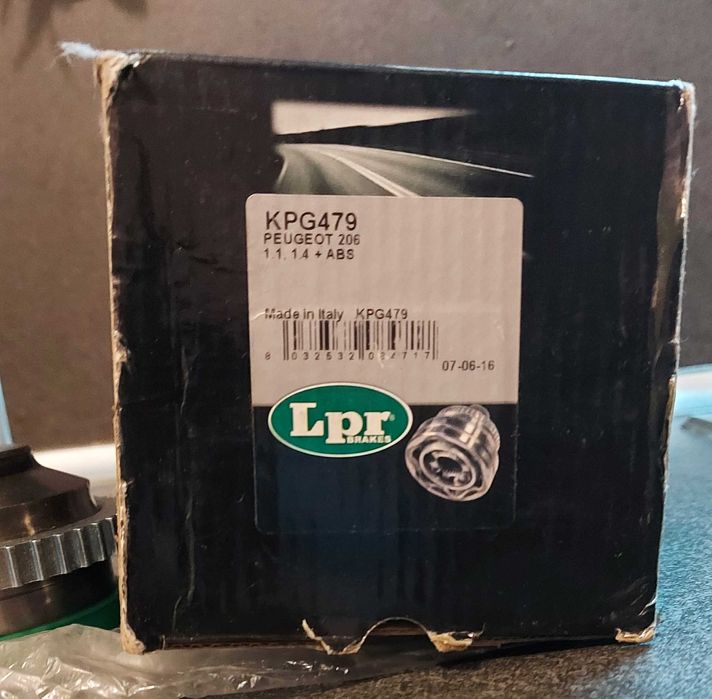 KPG479
PEUGEOT 206
1.1, 1.4 + ABS
Made in Italy KPG479
8 032532 084717
07-06-16
Lpr®
BRAKES